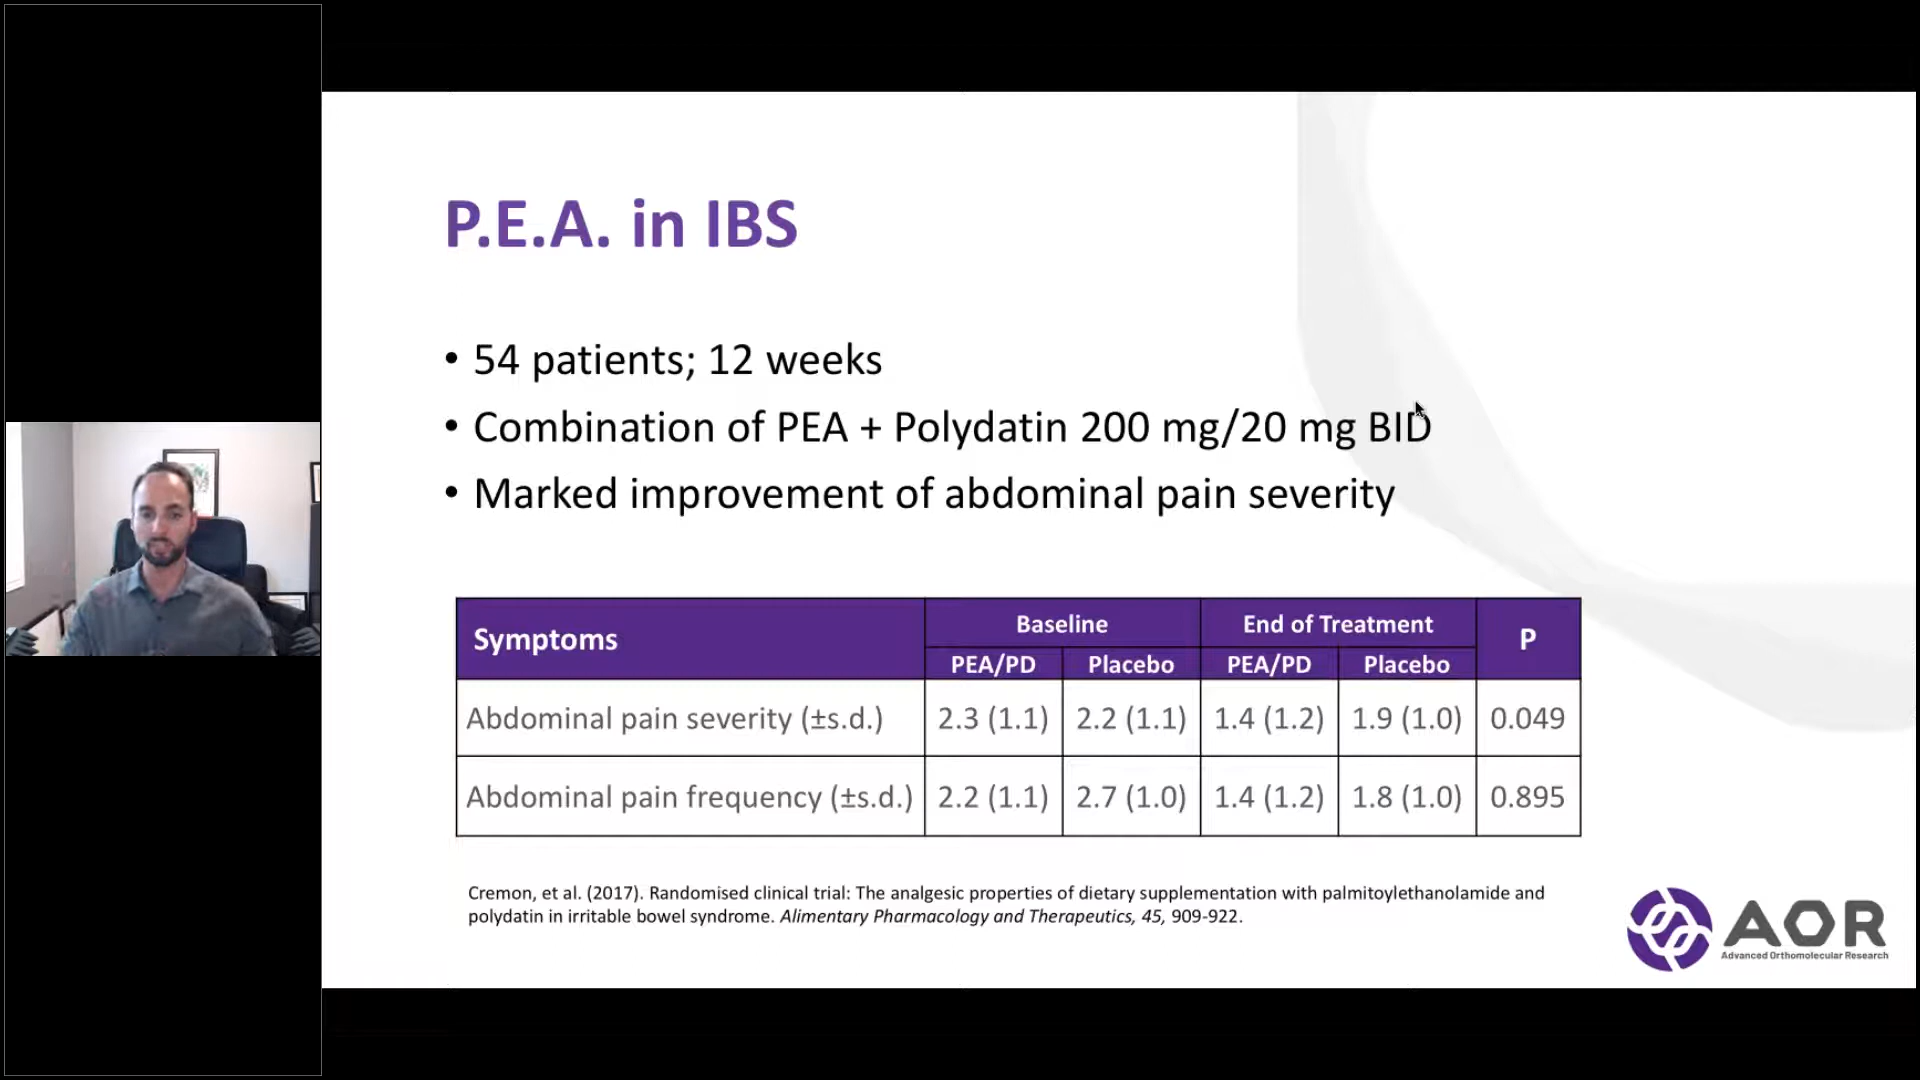 P.E.A. in IBS
• 54 patients; 12 weeks
• Combination of PEA + Polydatin 200 mg/20 mg BID
• Marked improvement of abdominal pain severity
Symptoms Baseline End of Treatment P
PEA/PD Placebo PEA/PD Placebo
Abdominal pain severity (±s.d.) 2.3 (1.1) 2.2 (1.1) 1.4 (1.2) 1.9 (1.0) 0.049
Abdominal pain frequency (±s.d.) 2.2 (1.1) 2.7 (1.0) 1.4 (1.2) 1.8 (1.0) 0.895
Cremon, et al. (2017). Randomised clinical trial: The analgesic properties of dietary supplementation with palmitoylethanolamide and
polydatin in irritable bowel syndrome. Alimentary Pharmacology and Therapeutics, 45, 909-922.
AOR
Advanced Orthomolecular Research